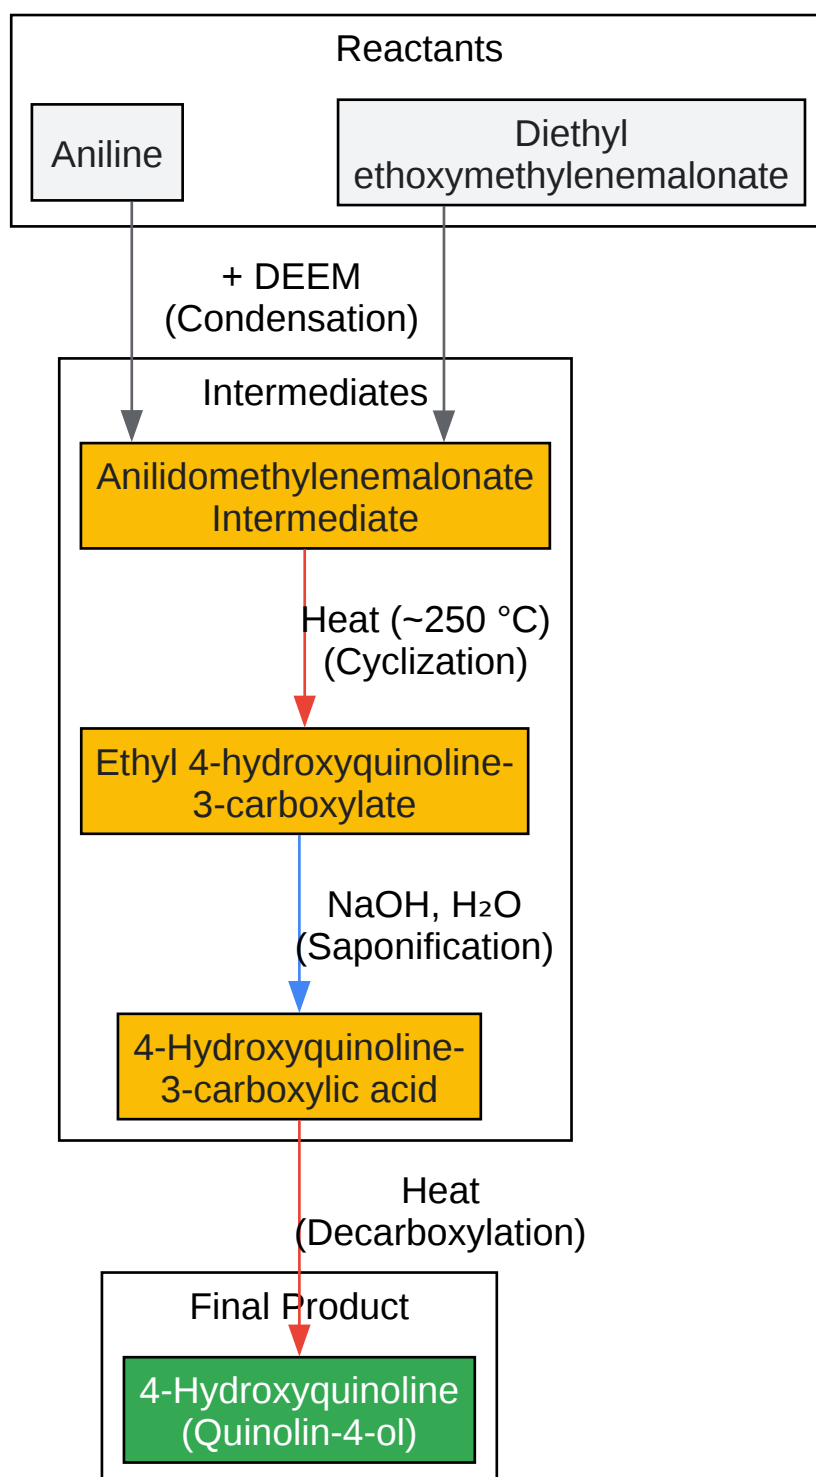 Reactants
Aniline
Diethyl
ethoxymethylenemalonate
+ DEEM
(Condensation)
Intermediates
Anilidomethylenemalonate
Intermediate
Heat (~250 °C)
(Cyclization)
Ethyl 4-hydroxyquinoline-
3-carboxylate
NaOH, H₂O
(Saponification)
4-Hydroxyquinoline-
3-carboxylic acid
Heat
(Decarboxylation)
Final Product
4-Hydroxyquinoline
(Quinolin-4-ol)